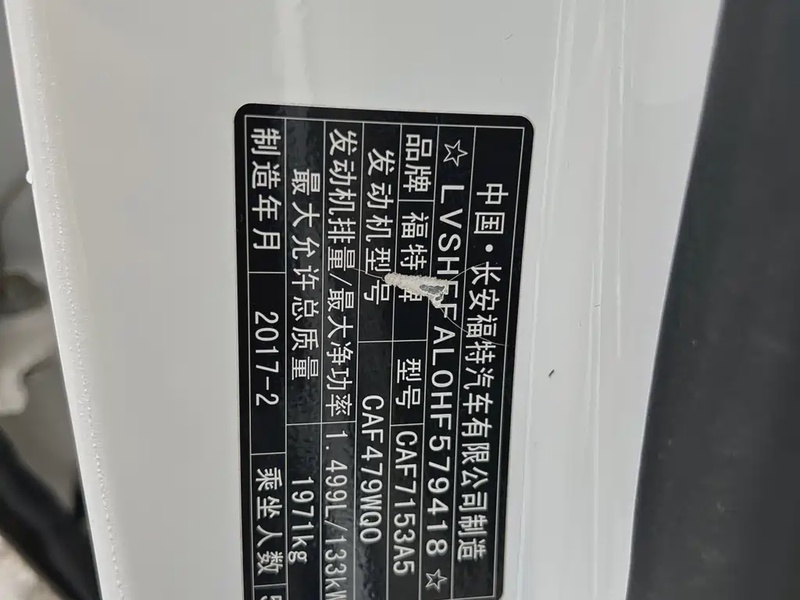 中国·长安福特汽车有限公司制造
☆LVSHFFAL0HF579418☆
品牌 福特牌 型号 CAF7153A5
发动机型号 CAF479WQ0
发动机排量/最大净功率 1.499L/133kW
最大允许总质量 1971kg
制造年月 2017-2 乘坐人数